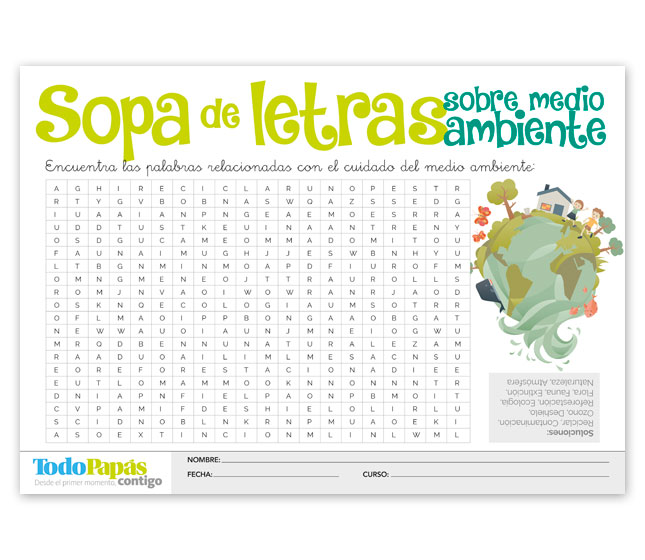 Sopa de letras sobre medio ambiente
Encuentra las palabras relacionadas con el cuidado del medio ambiente:
A G H I R E C I C L A R U N O P E S T R
R T Y G V B O B N A S W Q A Z S S E D G
I U A A I A N P N G E A E M O E S R R A
U D D T U S T K E U I N A A N T R E N Y
O S D G U C A M E O M M A D O M I T O U
F A U N A I M U G H J J E S W B N H Y U
L T B G N M I N M O A P D F I U R O F M
O M N G M E N E O J T T R A U R O L L S
R O M J N V A O I W O W R A N R J A O D
O S K N Q E C O L O G I A U M S O T R R
O F L M A O I P P B O N G A A O B G A T
N E W W A U O I A U N J M N E I O G W U
M R Q D B E N N U N A T U R A L E Z A M
R A A D U O A I L I M L M E S A C N S U
E O R E F O R E S T A C I O N A D I E E
E E U T L O M A M M O O K N N O N N T R
D N I A P N F I E L P A O N P B M O I T
C V P A M I F D E S H I E L O L I R L U
S C I D N O B L N K R N P M U A O E K I
A S O E X T I N C I O N M L I N L W M L
Soluciones:
Reciclar, Contaminación,
Ozono, Deshielo,
Reforestación, Ecología,
Flora, Fauna, Extinción,
Naturaleza, Atmósfera
TodoPapás
Desde el primer momento, contigo
NOMBRE:
FECHA:
CURSO: